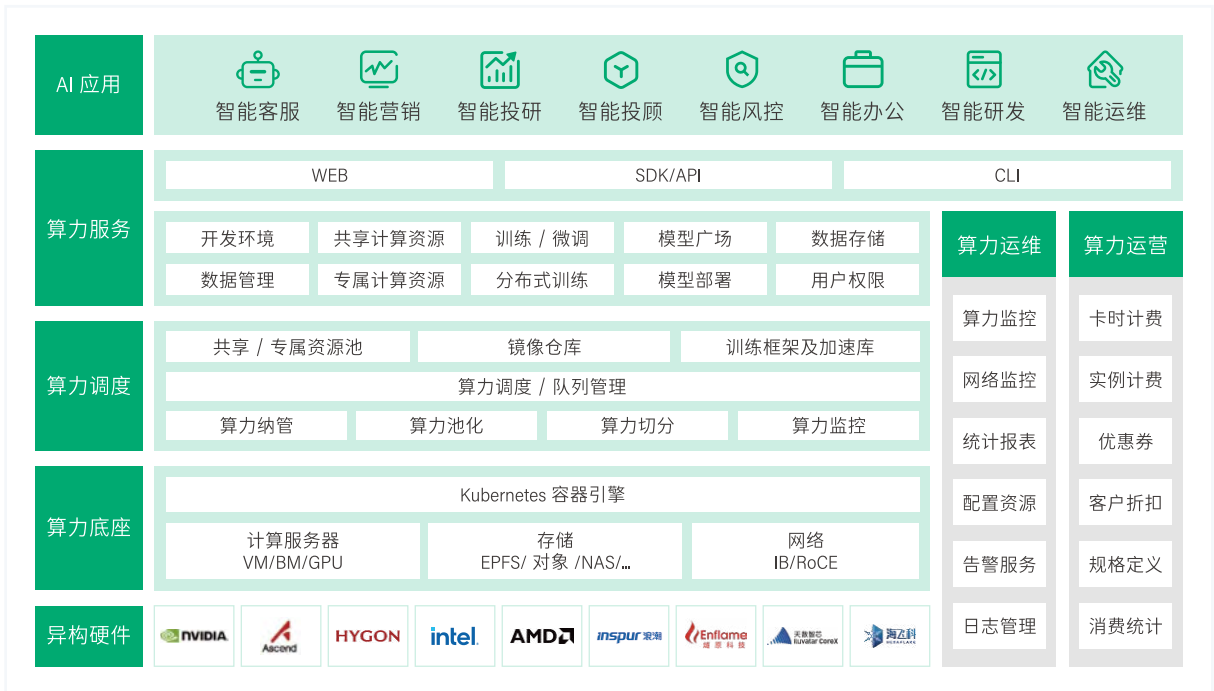 AI 应用
智能客服
智能营销
智能投研
智能投顾
智能风控
智能办公
智能研发
智能运维
算力服务
WEB
SDK/API
CLI
开发环境
共享计算资源
训练 / 微调
模型广场
数据存储
数据管理
专属计算资源
分布式训练
模型部署
用户权限
算力调度
共享 / 专属资源池
镜像仓库
训练框架及加速库
算力调度 / 队列管理
算力纳管
算力池化
算力切分
算力监控
算力底座
Kubernetes 容器引擎
计算服务器
VM/BM/GPU
存储
EPFS/ 对象 /NAS/...
网络
IB/RoCE
异构硬件
NVIDIA
Ascend
HYGON
intel.
AMD
inspur 浪潮
Enflame
燧原科技
天数智芯
Iluvatar CoreX
海飞科
算力运维
算力监控
网络监控
统计报表
配置资源
告警服务
日志管理
算力运营
卡时计费
实例计费
优惠券
客户折扣
规格定义
消费统计